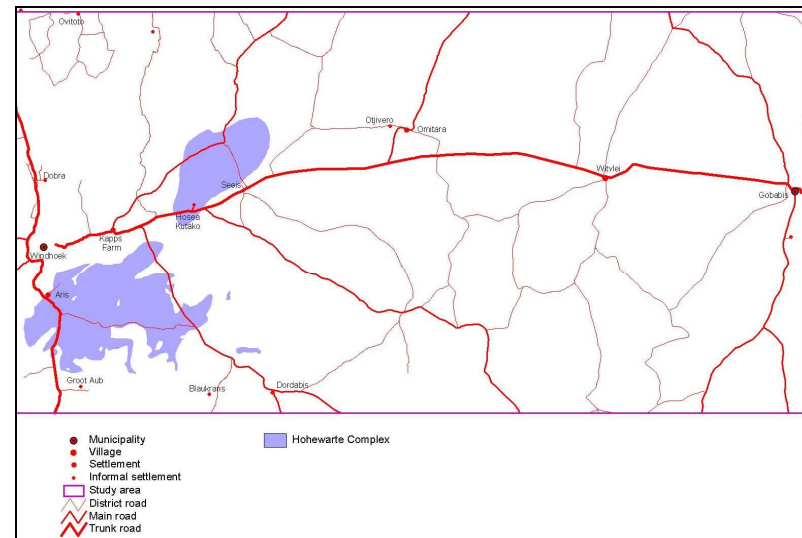 Ovitoto
Otjivero
Omitara
Dobra
Witvlei
Seeis
Gobabis
Hosea
Kutako
Kapps
Farm
Windhoek
Aris
Groot Aub
Blaukrans
Dordabis
Municipality
Village
Settlement
Informal settlement
Study area
District road
Main road
Trunk road
Hohewarte Complex